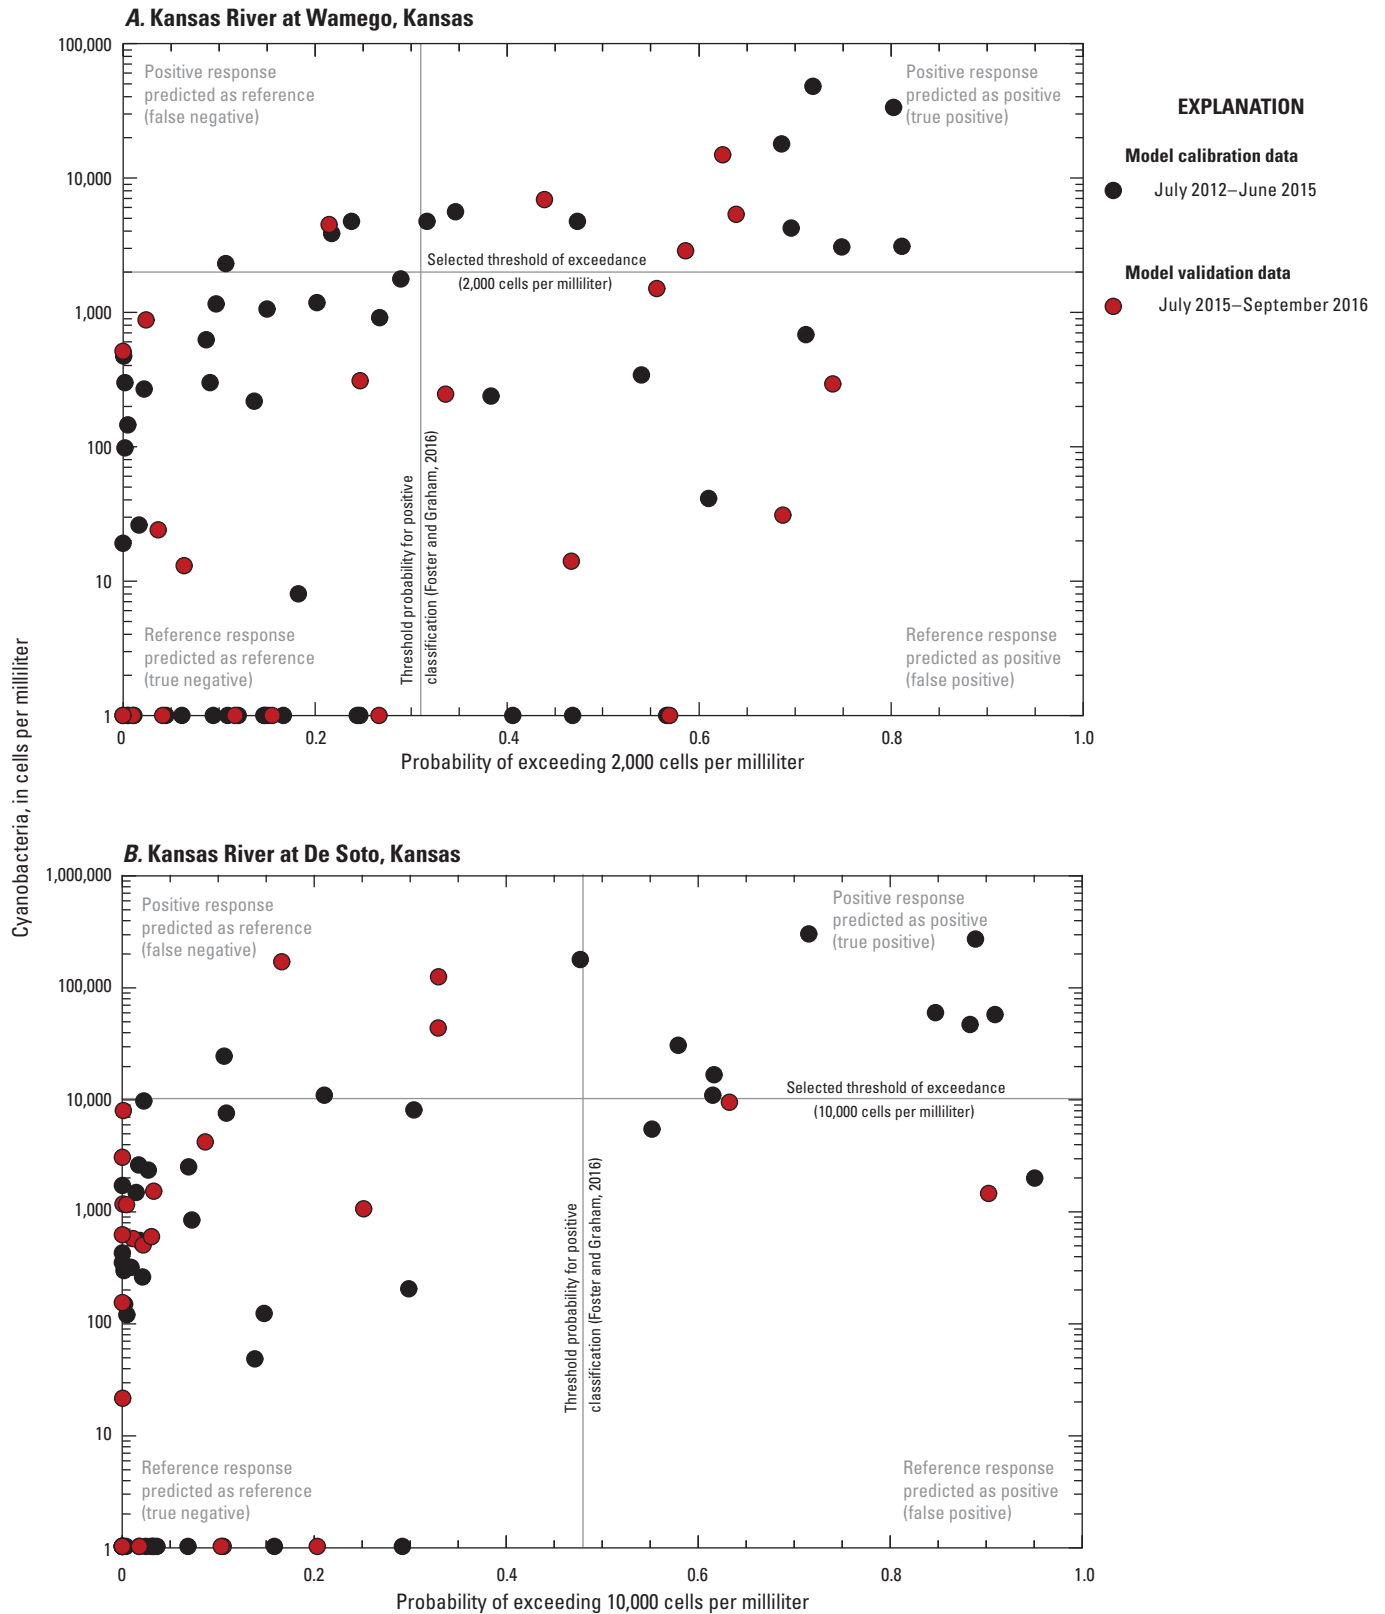 A. Kansas River at Wamego, Kansas
100,000
10,000
1,000
100
10
1
Positive response
predicted as reference
(false negative)
Positive response
predicted as positive
(true positive)
Selected threshold of exceedance
(2,000 cells per milliliter)
Threshold probability for positive
classification (Foster and Graham, 2016)
Reference response
predicted as reference
(true negative)
Reference response
predicted as positive
(false positive)
0
0.2
0.4
0.6
0.8
1.0
Probability of exceeding 2,000 cells per milliliter
EXPLANATION
Model calibration data
July 2012–June 2015
Model validation data
July 2015–September 2016
Cyanobacteria, in cells per milliliter
B. Kansas River at De Soto, Kansas
1,000,000
100,000
10,000
1,000
100
10
1
Positive response
predicted as reference
(false negative)
Positive response
predicted as positive
(true positive)
Selected threshold of exceedance
(10,000 cells per milliliter)
Threshold probability for positive
classification (Foster and Graham, 2016)
Reference response
predicted as reference
(true negative)
Reference response
predicted as positive
(false positive)
0
0.2
0.4
0.6
0.8
1.0
Probability of exceeding 10,000 cells per milliliter